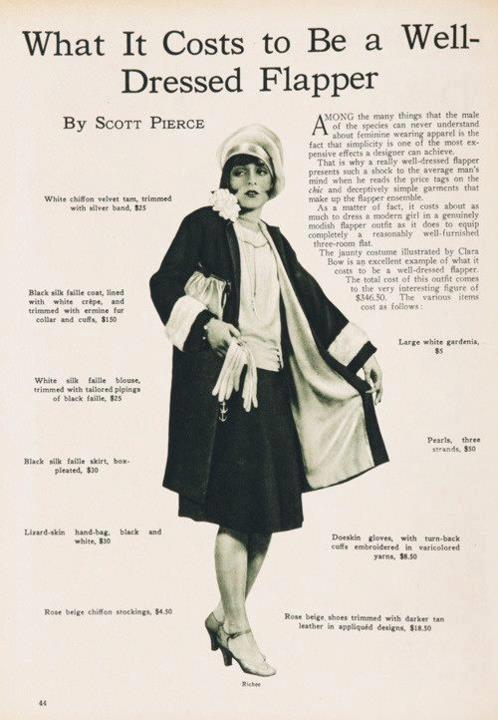 What It Costs to Be a Well-
Dressed Flapper
By SCOTT PIERCE
AMONG the many things that the male
of the species can never understand
about feminine wearing apparel is the
fact that simplicity is one of the most ex-
pensive effects a designer can achieve.
That is why a really well-dressed flapper
presents such a shock to the average man's
mind when he reads the price tags on the
chic and deceptively simple garments that
make up the flapper ensemble.
As a matter of fact, it costs about as
much to dress a modern girl in a genuinely
modish flapper outfit as it does to equip
completely a reasonably well-furnished
three-room flat.
The jaunty costume illustrated by Clara
Bow is an excellent example of what it
costs to be a well-dressed flapper.
The total cost of this outfit comes
to the very interesting figure of
$346.50. The various items
cost as follows:
White chiffon velvet tam, trimmed
with silver band, $25
Black silk faille coat, lined
with white crêpe, and
trimmed with ermine fur
collar and cuffs, $150
Large white gardenia,
$5
White silk faille blouse,
trimmed with tailored pipings
of black faille, $25
Pearls, three
strands, $50
Black silk faille skirt, box-
pleated, $30
Lizard-skin hand-bag, black and
white, $30
Doeskin gloves, with turn-back
cuffs embroidered in varicolored
yarns, $8.50
Rose beige chiffon stockings, $4.50
Rose beige shoes trimmed with darker tan
leather in appliquéd designs, $18.50
Richee
44